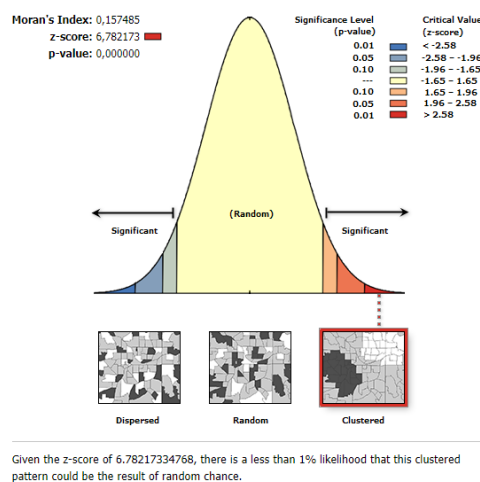 Moran's Index: 0,157485
z-score: 6,782173
p-value: 0,000000
Significance Level
(p-value)
Critical Value
(z-score)
0.01 < -2.58
0.05 -2.58 – -1.96
0.10 -1.96 – -1.65
--- -1.65 – 1.65
0.10 1.65 – 1.96
0.05 1.96 – 2.58
0.01 > 2.58
(Random)
Significant Significant
Dispersed Random Clustered
Given the z-score of 6.78217334768, there is a less than 1% likelihood that this clustered
pattern could be the result of random chance.